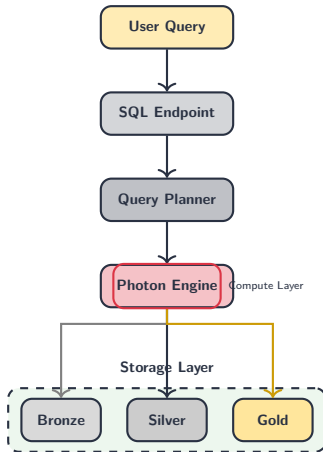 User Query
SQL Endpoint
Query Planner
Photon Engine
Compute Layer
Storage Layer
Bronze
Silver
Gold